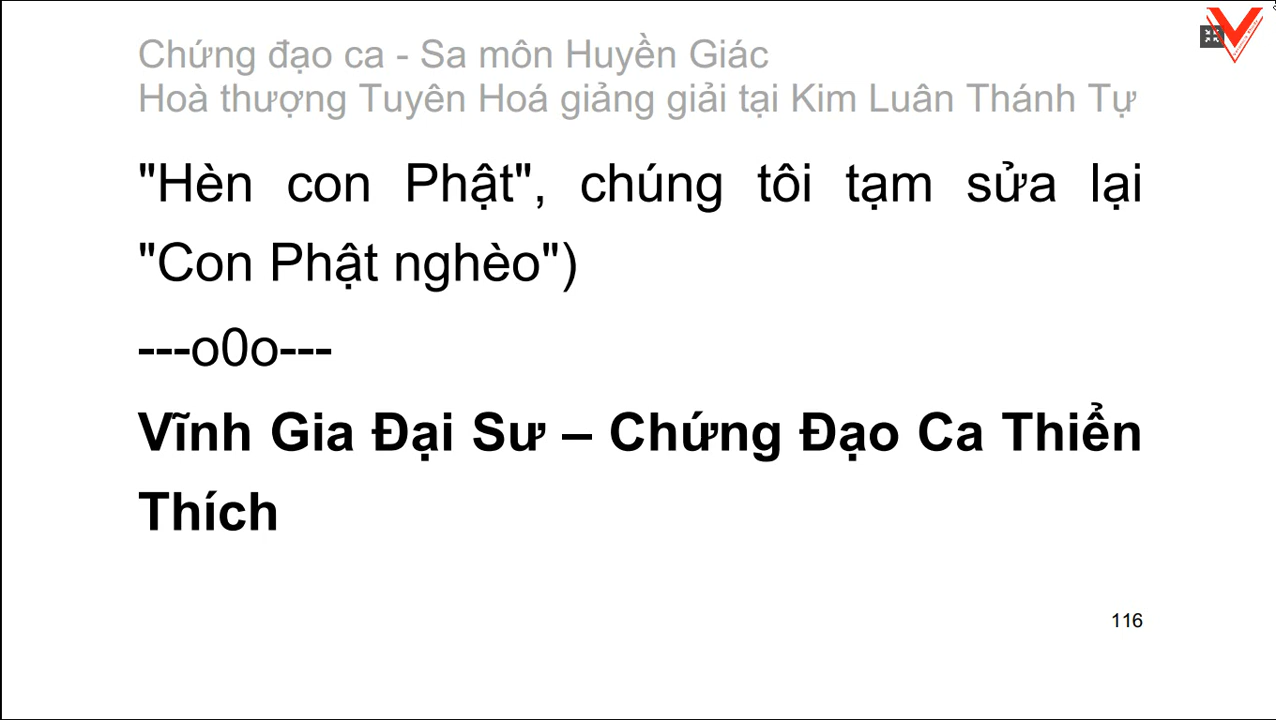 Chứng đạo ca - Sa môn Huyền Giác
Hoà thượng Tuyên Hoá giảng giải tại Kim Luân Thánh Tự
"Hèn con Phật", chúng tôi tạm sửa lại
"Con Phật nghèo")
---o0o---
Vĩnh Gia Đại Sư – Chứng Đạo Ca Thiển
Thích
116